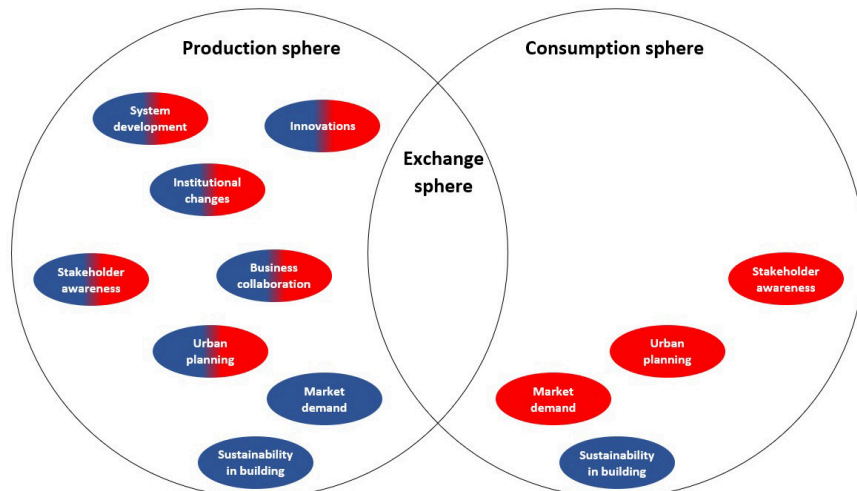 Production sphere
Consumption sphere
System
development
Innovations
Exchange
sphere
Institutional
changes
Stakeholder
awareness
Business
collaboration
Stakeholder
awareness
Urban
planning
Urban
planning
Market
demand
Market
demand
Sustainability
in building
Sustainability
in building